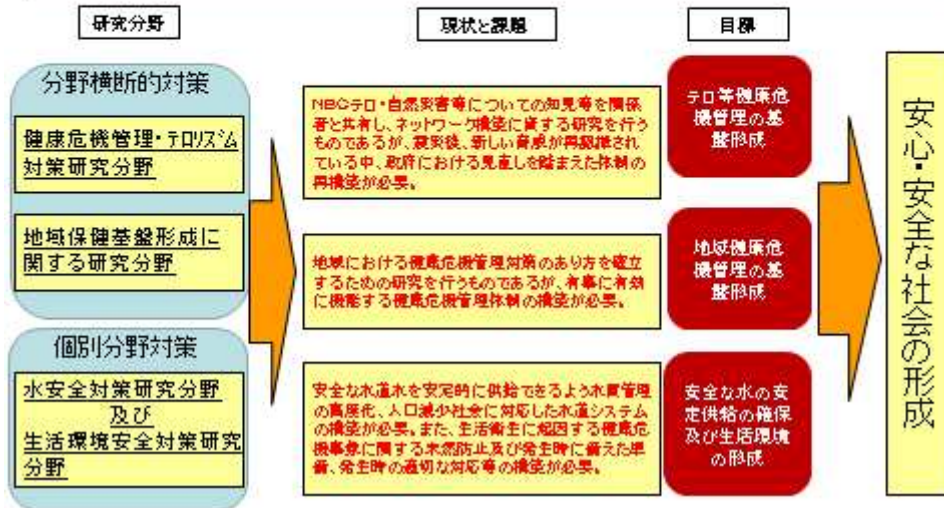 研究分野
現状と課題
目標
分野横断的対策
健康危機管理・テロリズム
対策研究分野
地域保健基盤形成に
関する研究分野
個別分野対策
水安全対策研究分野
及び
生活環境安全対策研究
分野
NBCテロ・自然災害等についての知見等を関係
者と共有し、ネットワーク構築に資する研究を行う
ものであるが、震災後、新しい脅威が再認識され
ている中、政府における見直しを踏まえた体制の
再構築が必要。
地域における健康危機管理対策のあり方を確立
するための研究を行うものであるが、有事に有効
に機能する健康危機管理体制の構築が必要。
安全な水道水を安定的に供給できるよう水質管理
の高度化、人口減少社会に対応した水道システム
の構築が必要。また、生活衛生に起因する健康危
機事象に関する未然防止及び発生時に備えた準
備、発生時の適切な対応等の構築が必要。
テロ等健康危
機管理の基
盤形成
地域健康危
機管理の基
盤形成
安全な水の安
定供給の確保
及び生活環境
の形成
安心・安全な社会の形成